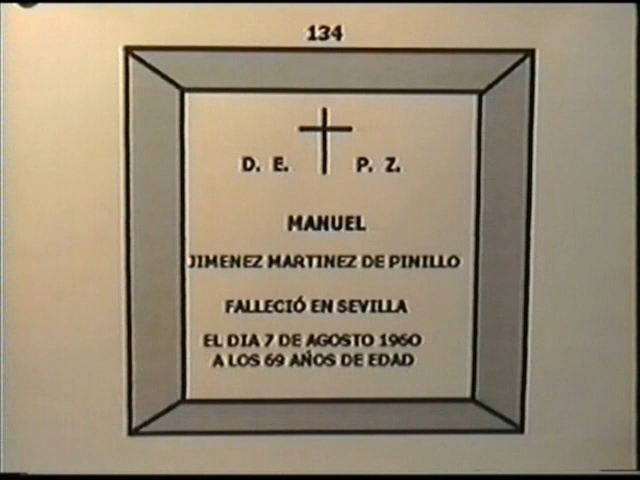 134
D. E. P. Z.
MANUEL
JIMENEZ MARTINEZ DE PINILLO
FALLECIÓ EN SEVILLA
EL DIA 7 DE AGOSTO 1960
A LOS 69 AÑOS DE EDAD